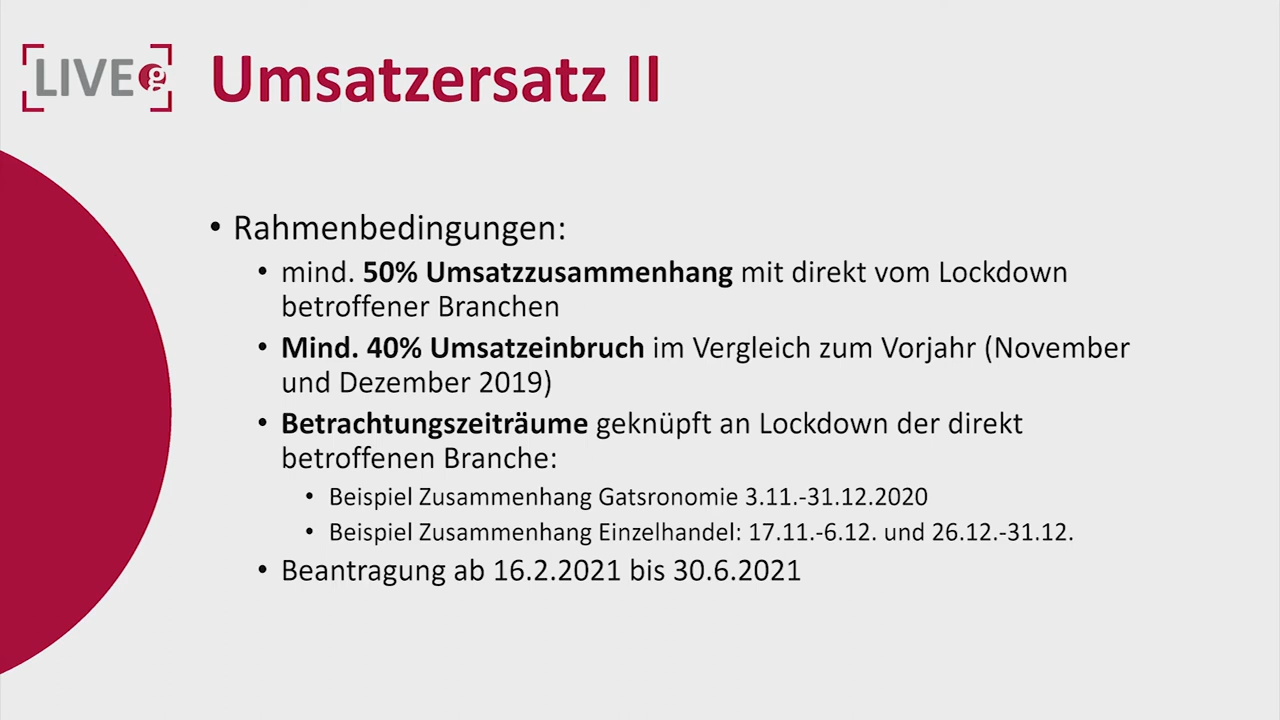 LIVE g
Umsatzersatz II
• Rahmenbedingungen:
• mind. 50% Umsatzzusammenhang mit direkt vom Lockdown
betroffener Branchen
• Mind. 40% Umsatzeinbruch im Vergleich zum Vorjahr (November
und Dezember 2019)
• Betrachtungszeiträume geknüpft an Lockdown der direkt
betroffenen Branche:
• Beispiel Zusammenhang Gatsronomie 3.11.-31.12.2020
• Beispiel Zusammenhang Einzelhandel: 17.11.-6.12. und 26.12.-31.12.
• Beantragung ab 16.2.2021 bis 30.6.2021